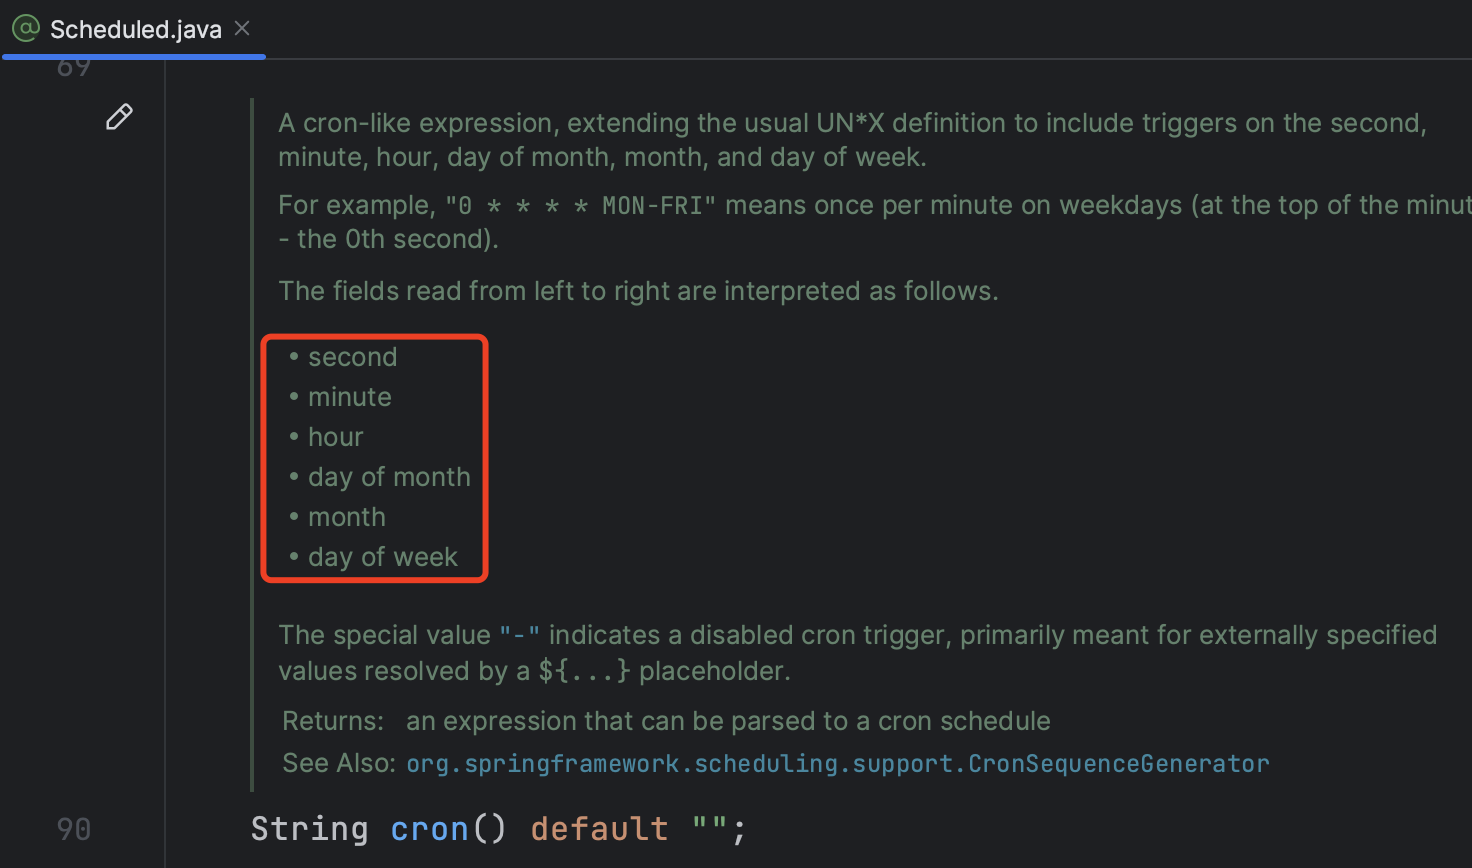 Scheduled.java
69
A cron-like expression, extending the usual UN*X definition to include triggers on the second,
minute, hour, day of month, month, and day of week.
For example, "0 * * * * MON-FRI" means once per minute on weekdays (at the top of the minut
- the 0th second).
The fields read from left to right are interpreted as follows.
• second
• minute
• hour
• day of month
• month
• day of week
The special value "-" indicates a disabled cron trigger, primarily meant for externally specified
values resolved by a ${...} placeholder.
Returns: an expression that can be parsed to a cron schedule
See Also: org.springframework.scheduling.support.CronSequenceGenerator
90 String cron() default "";